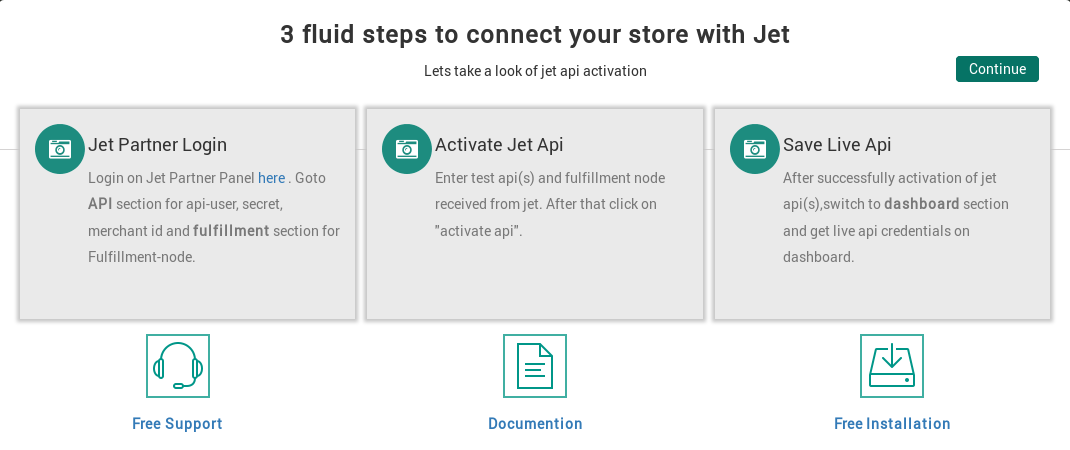 3 fluid steps to connect your store with Jet
Lets take a look of jet api activation
Continue
Jet Partner Login
Login on Jet Partner Panel here . Goto
API section for api-user, secret,
merchant id and fulfillment section for
Fulfillment-node.
Activate Jet Api
Enter test api(s) and fulfillment node
received from jet. After that click on
"activate api".
Save Live Api
After successfully activation of jet
api(s),switch to dashboard section
and get live api credentials on
dashboard.
Free Support
Documention
Free Installation